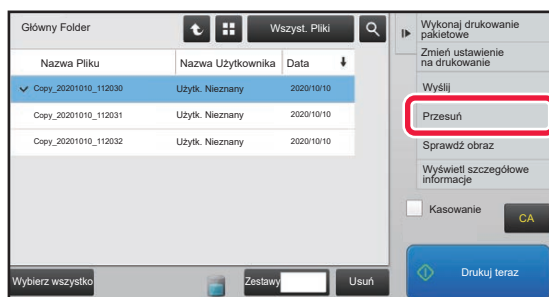 Główny Folder
Wszyst. Pliki
Nazwa Pliku
Nazwa Użytkownika
Data
Copy_20201010_112030
Użytk. Nieznany
2020/10/10
Copy_20201010_112031
Użytk. Nieznany
2020/10/10
Copy_20201010_112032
Użytk. Nieznany
2020/10/10
Wybierz wszystko
Zestawy
Usuń
Wykonaj drukowanie
pakietowe
Zmień ustawienie
na drukowanie
Wyślij
Przesuń
Sprawdź obraz
Wyświetl szczegółowe
informacje
Kasowanie
CA
Drukuj teraz